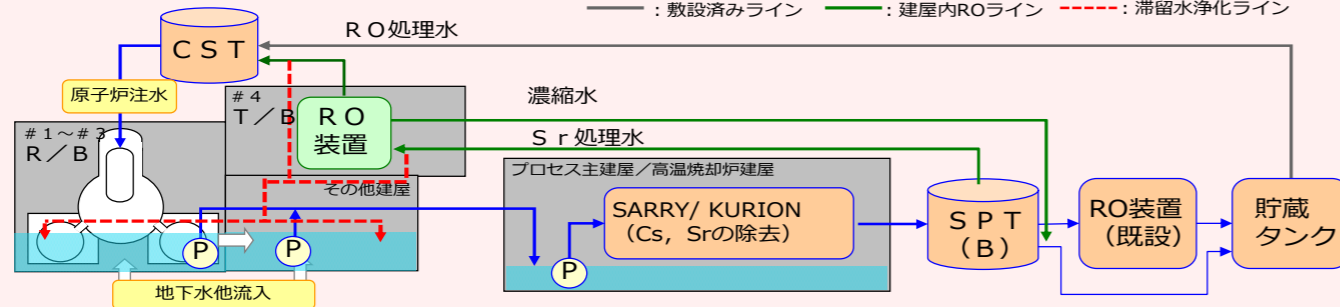 ：敷設済みライン
：建屋内ROライン
：滞留水浄化ライン
ＲＯ処理水
ＣＳＴ
原子炉注水
＃４
Ｔ／Ｂ
ＲＯ
装置
濃縮水
Ｓｒ処理水
＃１～＃３
Ｒ／Ｂ
その他建屋
プロセス主建屋／高温焼却炉建屋
SARRY/ KURION
（Cs，Srの除去）
ＳＰＴ
（Ｂ）
RO装置
（既設）
貯蔵
タンク
P
P
P
地下水他流入